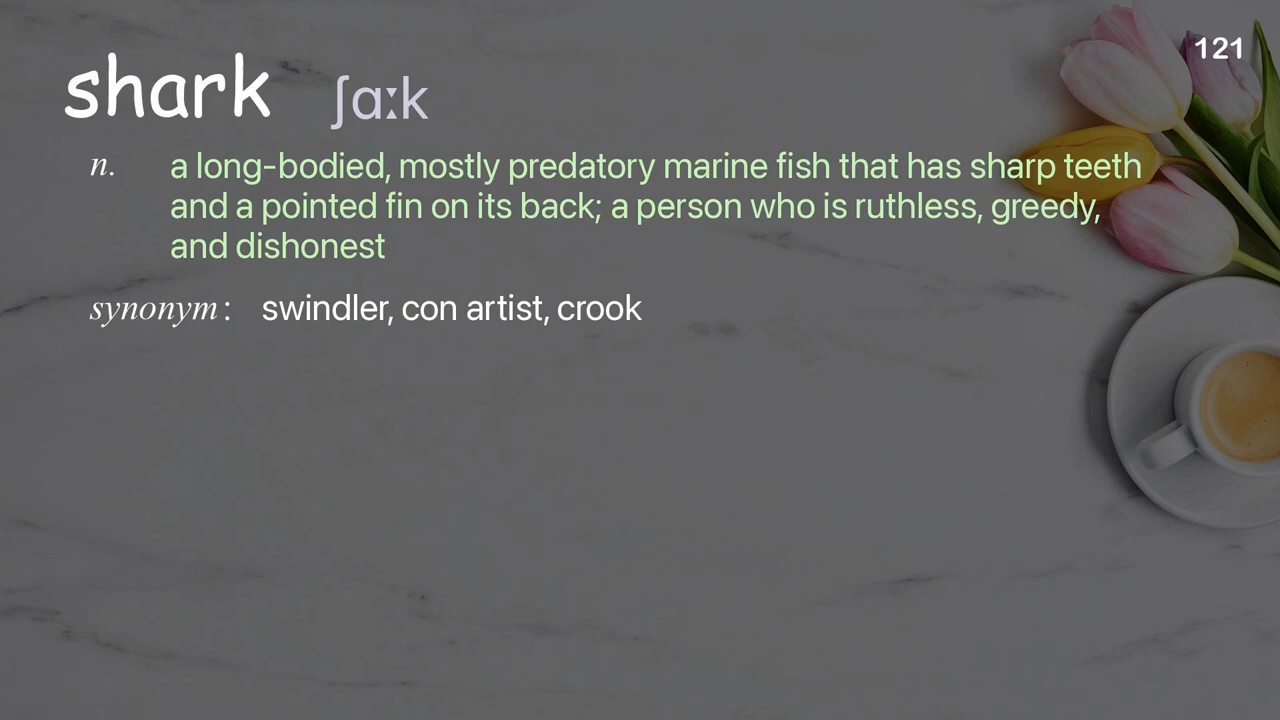 121
shark ʃɑːk
n. a long-bodied, mostly predatory marine fish that has sharp teeth
and a pointed fin on its back; a person who is ruthless, greedy,
and dishonest
synonym: swindler, con artist, crook